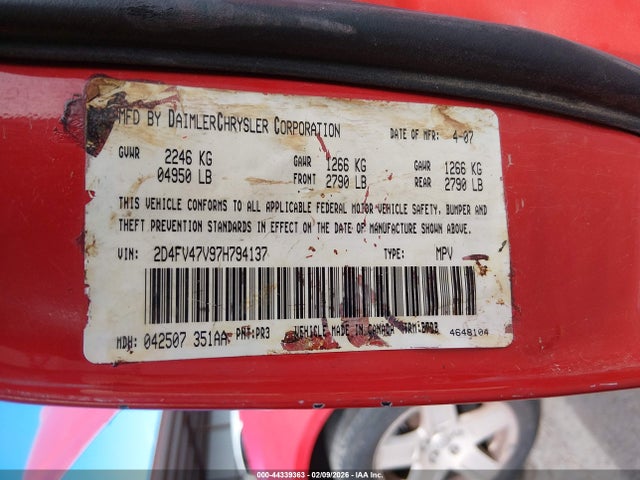 MFD BY DAIMLERCHRYSLER CORPORATION DATE OF MFR: 4-07
GVWR 2246 KG GAWR 1266 KG GAWR 1266 KG
04950 LB FRONT 2790 LB REAR 2790 LB
THIS VEHICLE CONFORMS TO ALL APPLICABLE FEDERAL MOTOR VEHICLE SAFETY, BUMPER AND
THEFT PREVENTION STANDARDS IN EFFECT ON THE DATE OF MANUFACTURE SHOWN ABOVE.
VIN: 2D4FV47V97H794137 TYPE: MPV
MDH: 042507 351AA PNT:PR3 VEHICLE MADE IN CANADA TRM: 4648104
000-44339363 - 02/09/2026 - IAA Inc.